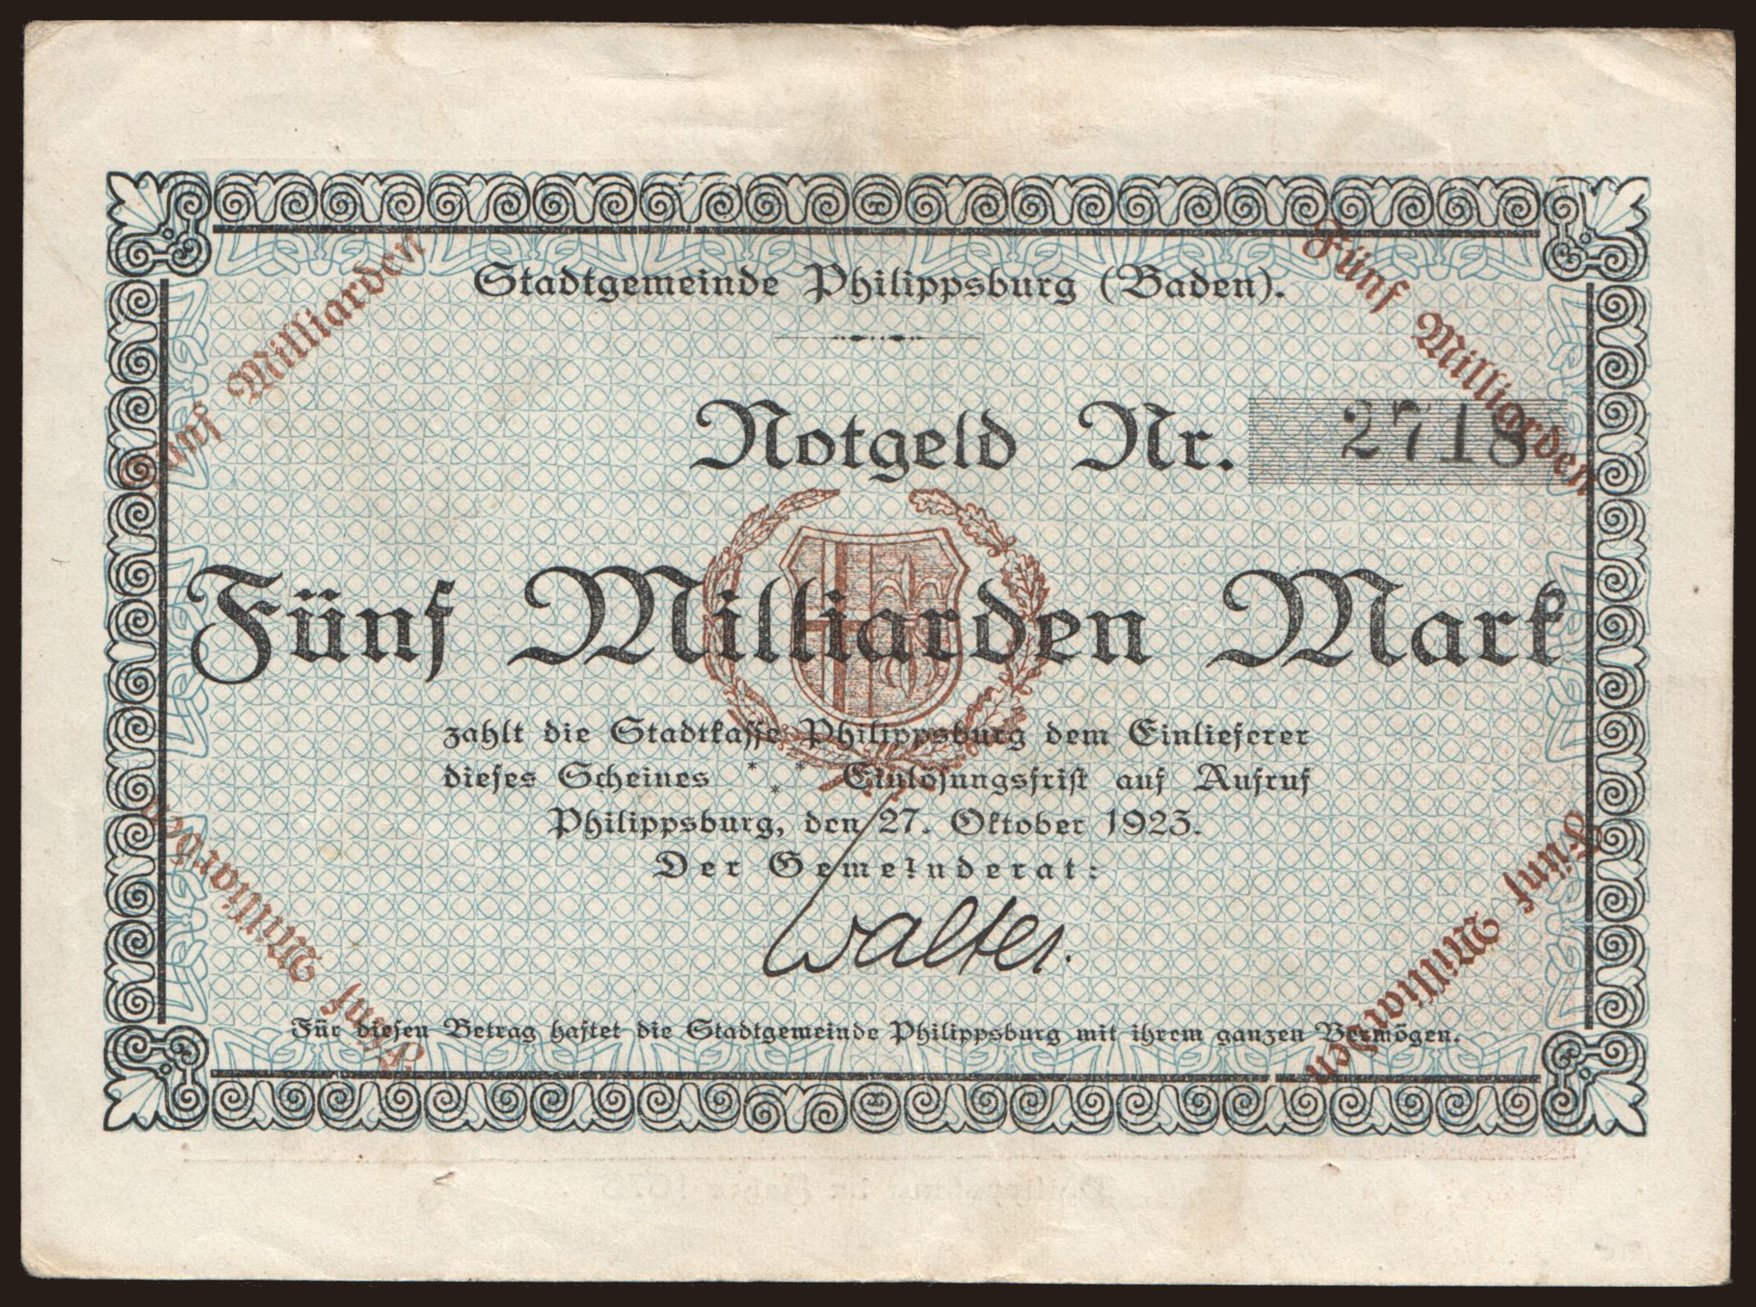 Stadtgemeinde Philippsburg (Baden).
Fünf Milliarden
Fünf Milliarden
Notgeld Nr. 2718
Fünf Milliarden Mark
zahlt die Stadtkasse Philippsburg dem Einlieferer
dieses Scheines * * * Einlösungsfrist auf Aufruf
Philippsburg, den 27. Oktober 1923.
Der Gemeinderat:
Walter.
Fünf Milliarden
Fünf Milliarden
Für diesen Betrag haftet die Stadtgemeinde Philippsburg mit ihrem ganzen Vermögen.